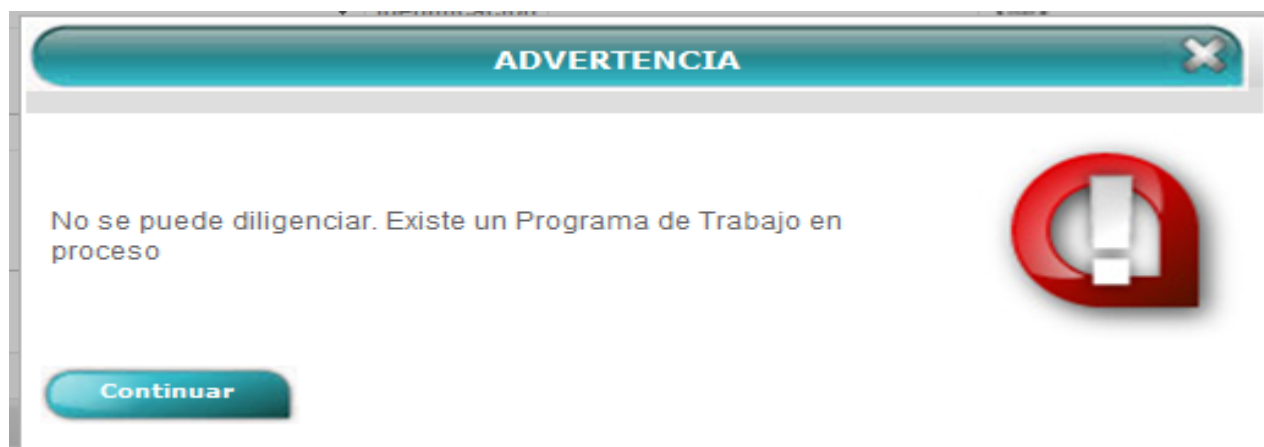 ADVERTENCIA
No se puede diligenciar. Existe un Programa de Trabajo en
proceso
Continuar